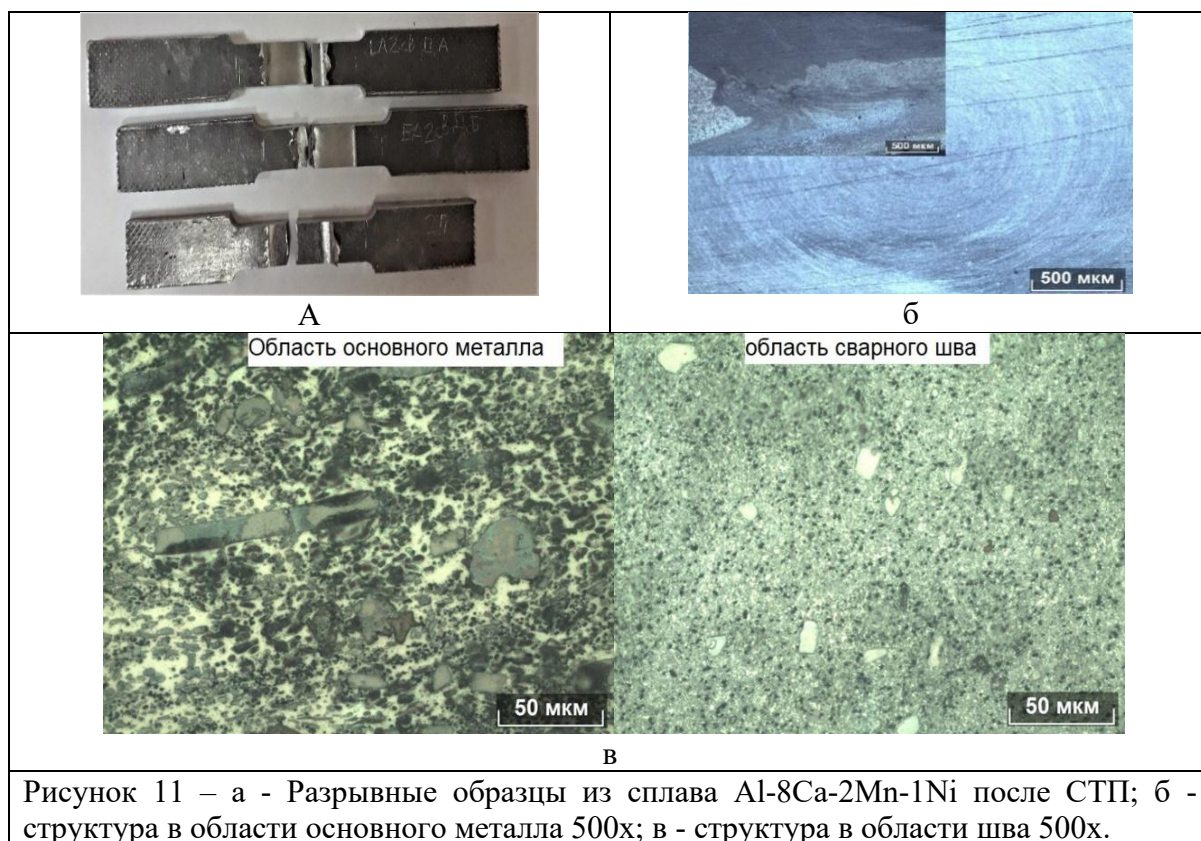 500 мкм
500 мкм
А
б
Область основного металла
область сварного шва
50 мкм
50 мкм
в
Рисунок 11 – а - Разрывные образцы из сплава Al-8Ca-2Mn-1Ni после СТП; б -
структура в области основного металла 500х; в - структура в области шва 500х.